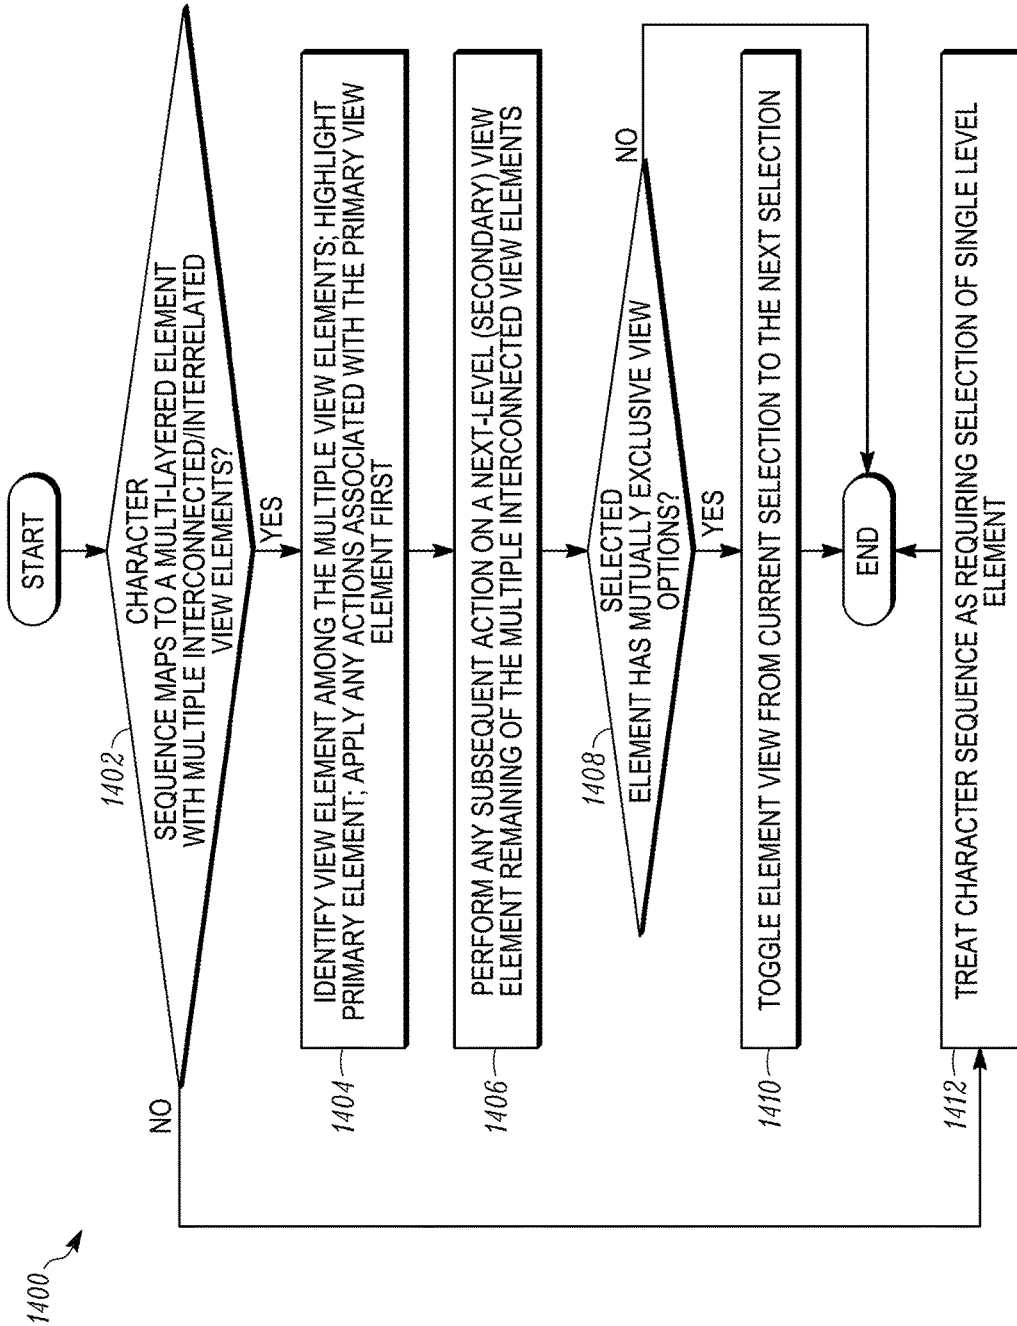 1400
START
1402
CHARACTER
SEQUENCE MAPS TO A MULTI-LAYERED ELEMENT
WITH MULTIPLE INTERCONNECTED/INTERRELATED
VIEW ELEMENTS?
NO
YES
1404
IDENTIFY VIEW ELEMENT AMONG THE MULTIPLE VIEW ELEMENTS; HIGHLIGHT
PRIMARY ELEMENT; APPLY ANY ACTIONS ASSOCIATED WITH THE PRIMARY VIEW
ELEMENT FIRST
1406
PERFORM ANY SUBSEQUENT ACTION ON A NEXT-LEVEL (SECONDARY) VIEW
ELEMENT REMAINING OF THE MULTIPLE INTERCONNECTED VIEW ELEMENTS
1408
SELECTED
ELEMENT HAS MUTUALLY EXCLUSIVE VIEW
OPTIONS?
NO
YES
1410
TOGGLE ELEMENT VIEW FROM CURRENT SELECTION TO THE NEXT SELECTION
END
1412
TREAT CHARACTER SEQUENCE AS REQUIRING SELECTION OF SINGLE LEVEL
ELEMENT